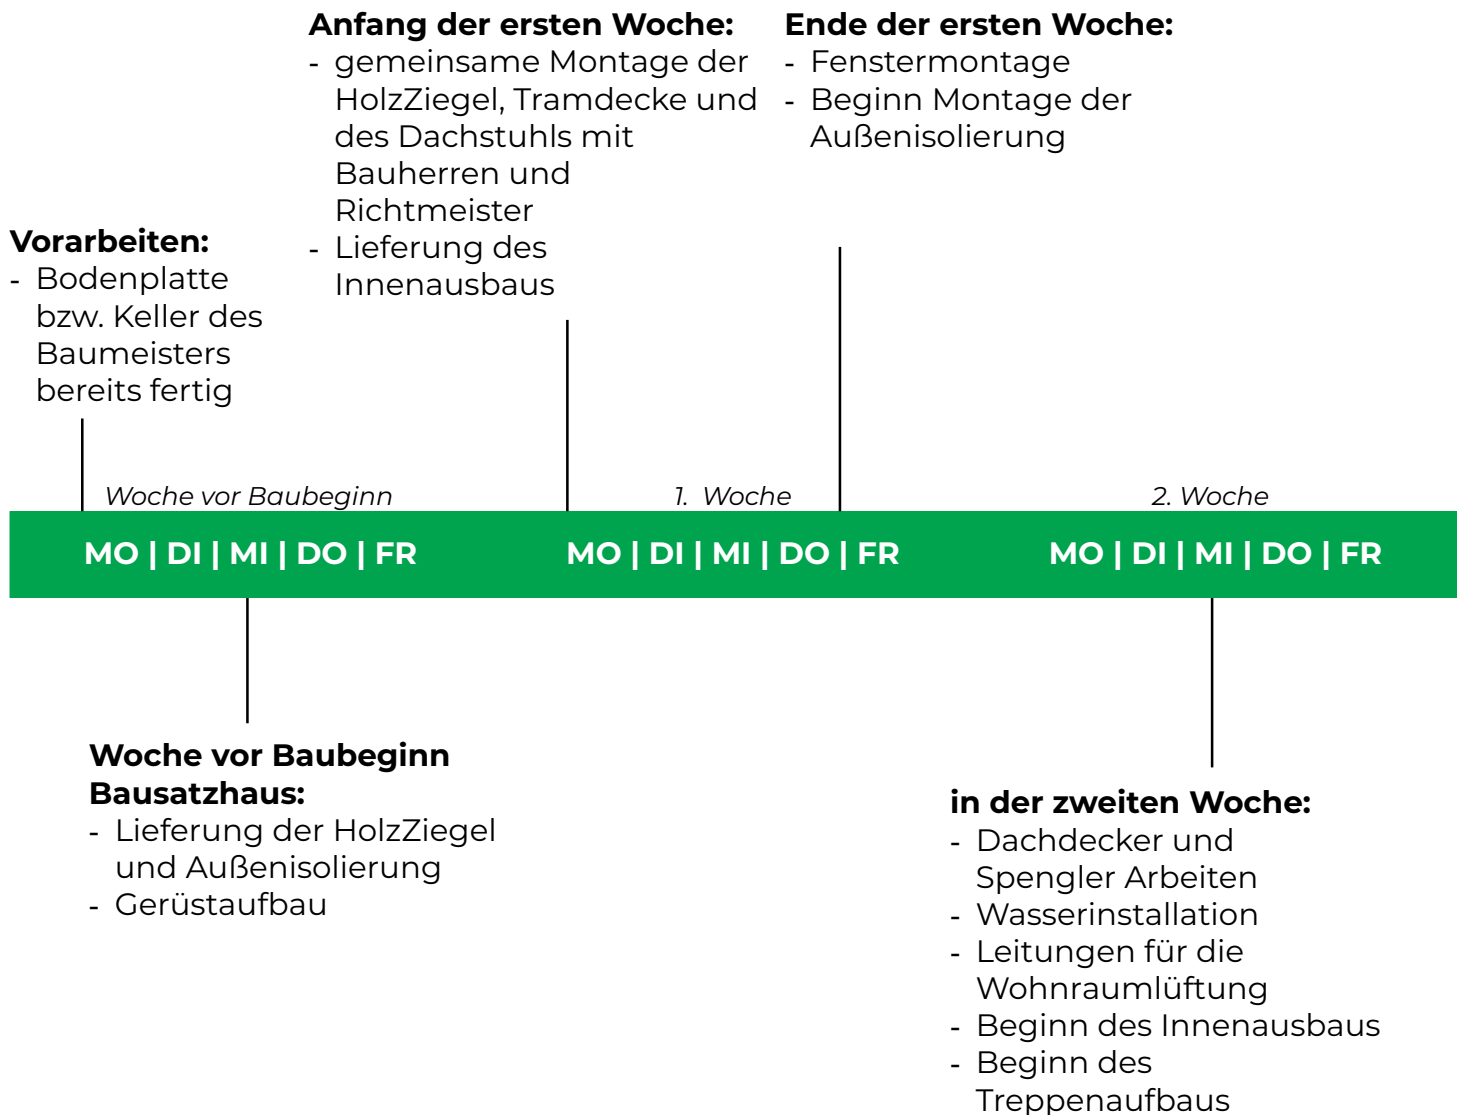 Anfang der ersten Woche:
- gemeinsame Montage der
HolzZiegel, Tramdecke und
des Dachstuhls mit
Bauherren und
Richtmeister
- Lieferung des
Innenausbaus
Ende der ersten Woche:
- Fenstermontage
- Beginn Montage der
Außenisolierung
Vorarbeiten:
- Bodenplatte
bzw. Keller des
Baumeisters
bereits fertig
Woche vor Baubeginn
1. Woche
2. Woche
MO | DI | MI | DO | FR
MO | DI | MI | DO | FR
MO | DI | MI | DO | FR
Woche vor Baubeginn
Bausatzhaus:
- Lieferung der HolzZiegel
und Außenisolierung
- Gerüstaufbau
in der zweiten Woche:
- Dachdecker und
Spengler Arbeiten
- Wasserinstallation
- Leitungen für die
Wohnraumlüftung
- Beginn des Innenausbaus
- Beginn des
Treppenaufbaus